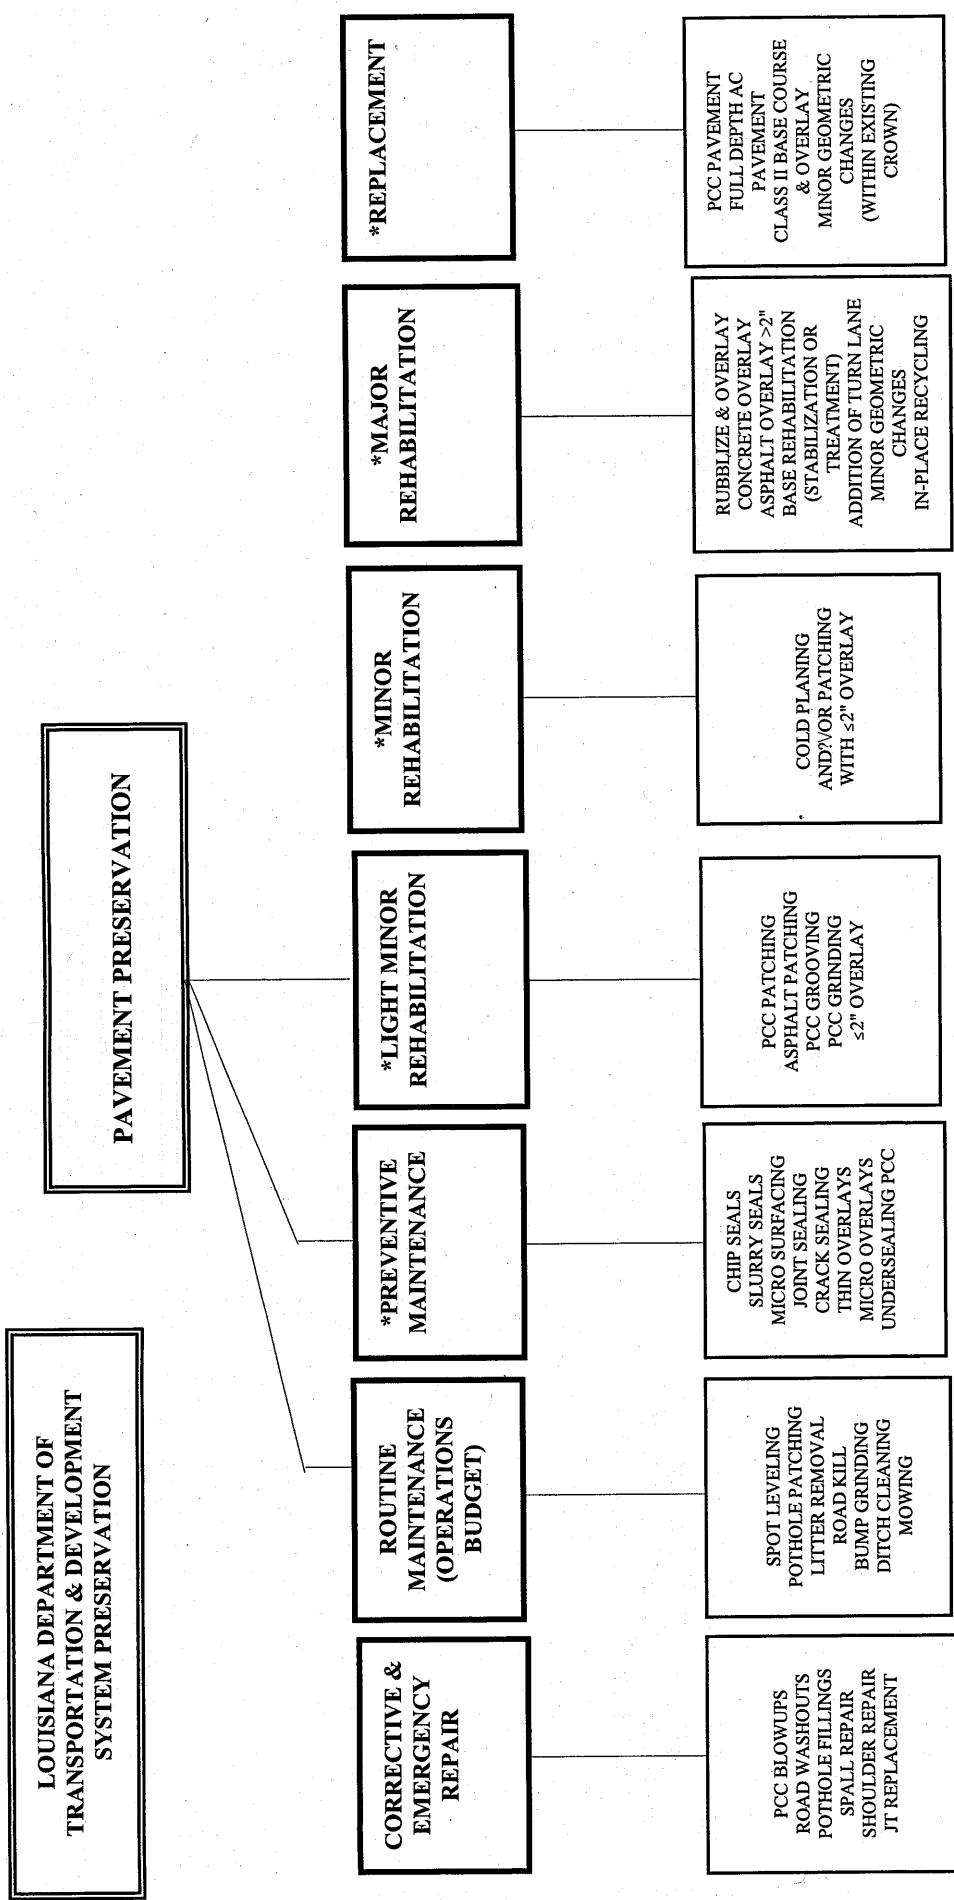 LOUISIANA DEPARTMENT OF
TRANSPORTATION & DEVELOPMENT
SYSTEM PRESERVATION
PAVEMENT PRESERVATION
CORRECTIVE &
EMERGENCY
REPAIR
ROUTINE
MAINTENANCE
(OPERATIONS
BUDGET)
*PREVENTIVE
MAINTENANCE
*LIGHT MINOR
REHABILITATION
*MINOR
REHABILITATION
*MAJOR
REHABILITATION
*REPLACEMENT
PCC BLOWUPS
ROAD WASHOUTS
POTHOLE FILLINGS
SPALL REPAIR
SHOULDER REPAIR
JT REPLACEMENT
SPOT LEVELING
POTHOLE PATCHING
LITTER REMOVAL
ROAD KILL
BUMP GRINDING
DITCH CLEANING
MOWING
CHIP SEALS
SLURRY SEALS
MICRO SURFACING
JOINT SEALING
CRACK SEALING
THIN OVERLAYS
MICRO OVERLAYS
UNDERSEALING PCC
PCC PATCHING
ASPHALT PATCHING
PCC GROOVING
PCC GRINDING
≤2" OVERLAY
COLD PLANING
AND?\OR PATCHING
WITH ≤2" OVERLAY
RUBBLIZE & OVERLAY
CONCRETE OVERLAY
ASPHALT OVERLAY >2"
BASE REHABILITATION
(STABILIZATION OR
TREATMENT)
ADDITION OF TURN LANE
MINOR GEOMETRIC
CHANGES
IN-PLACE RECYCLING
PCC PAVEMENT
FULL DEPTH AC
PAVEMENT
CLASS II BASE COURSE
& OVERLAY
MINOR GEOMETRIC
CHANGES
(WITHIN EXISTING
CROWN)